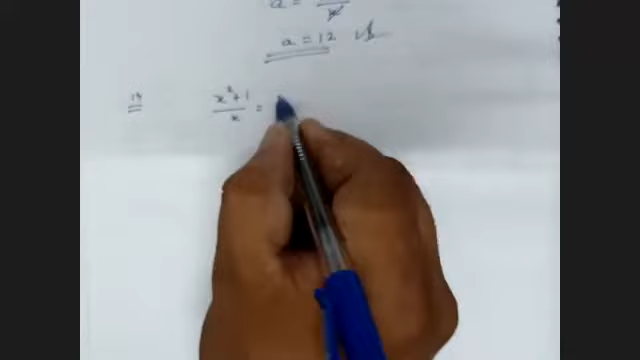 a =
a = 12
14 x² + 1 / x =